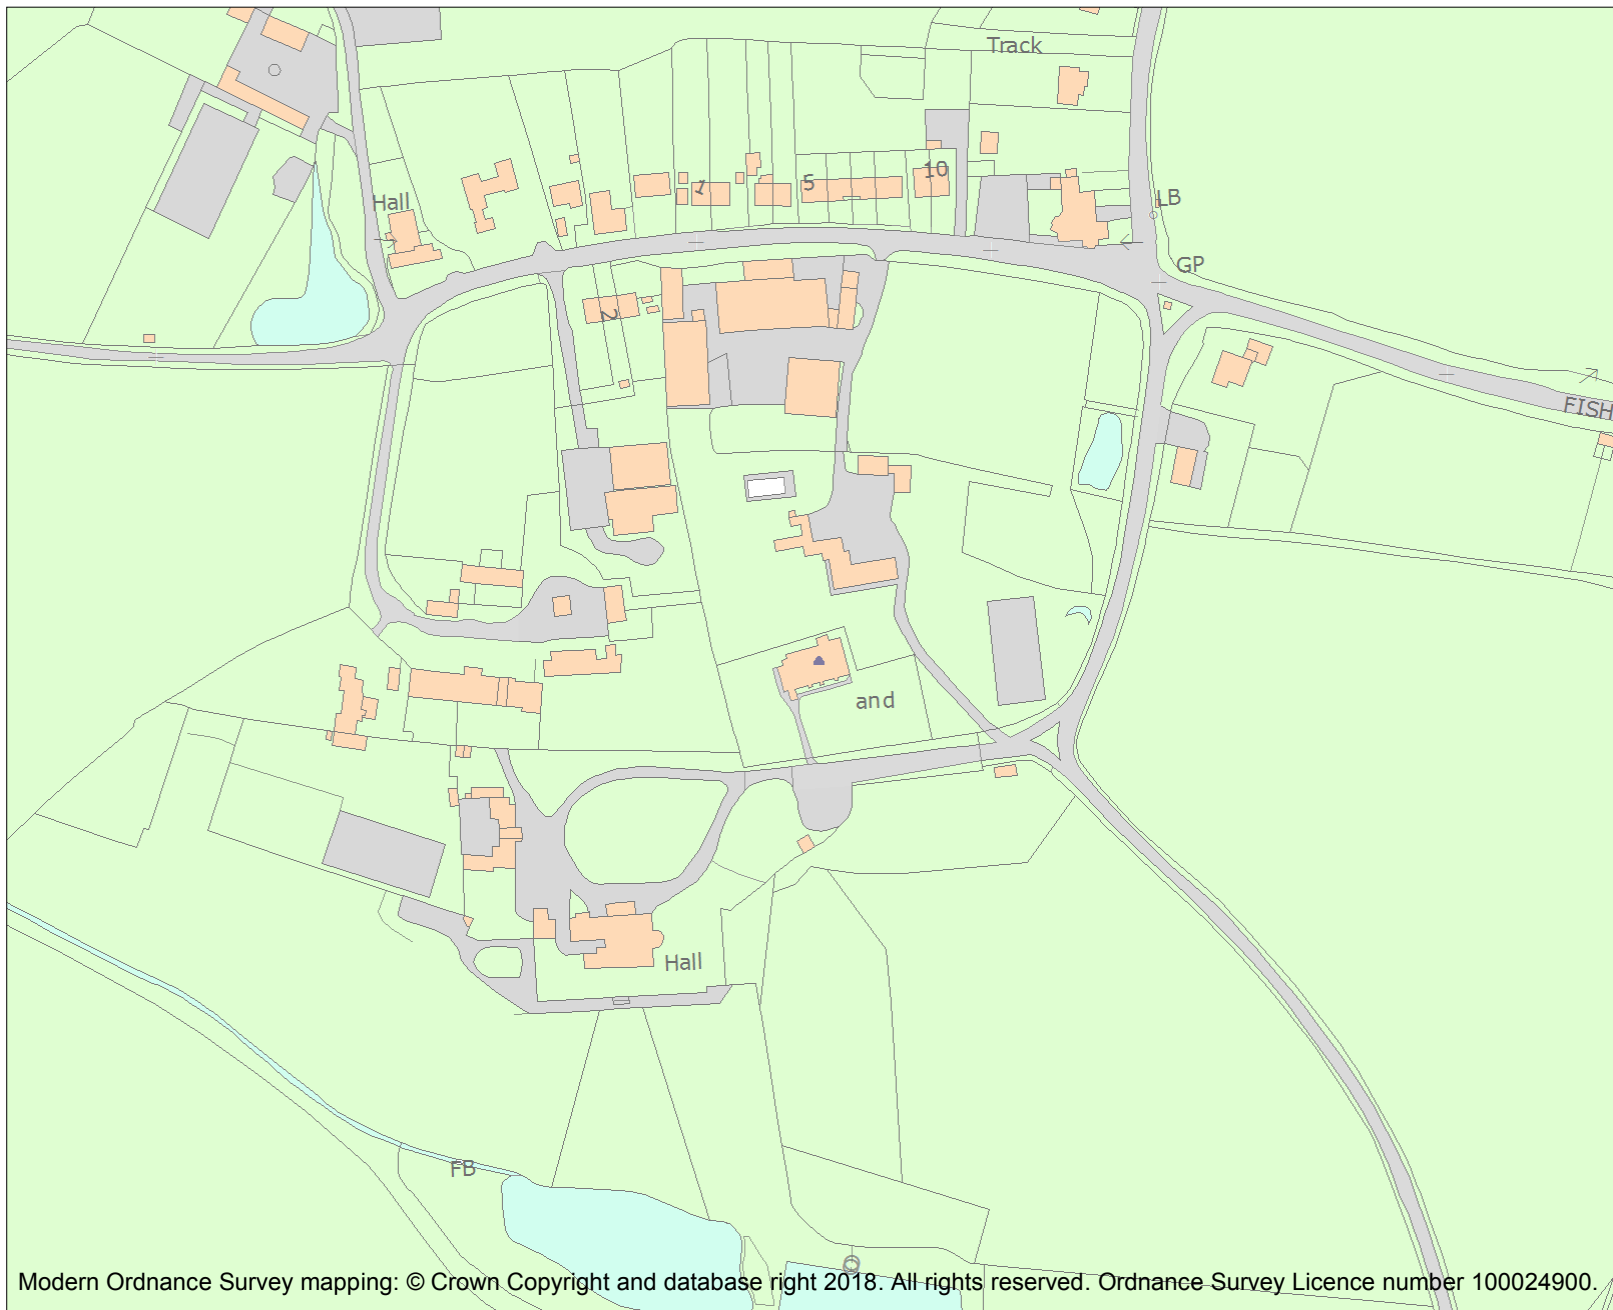 Track
Hall
1
5
10
LB
GP
2
FISH
and
Hall
FB
Modern Ordnance Survey mapping: © Crown Copyright and database right 2018. All rights reserved. Ordnance Survey Licence number 100024900.